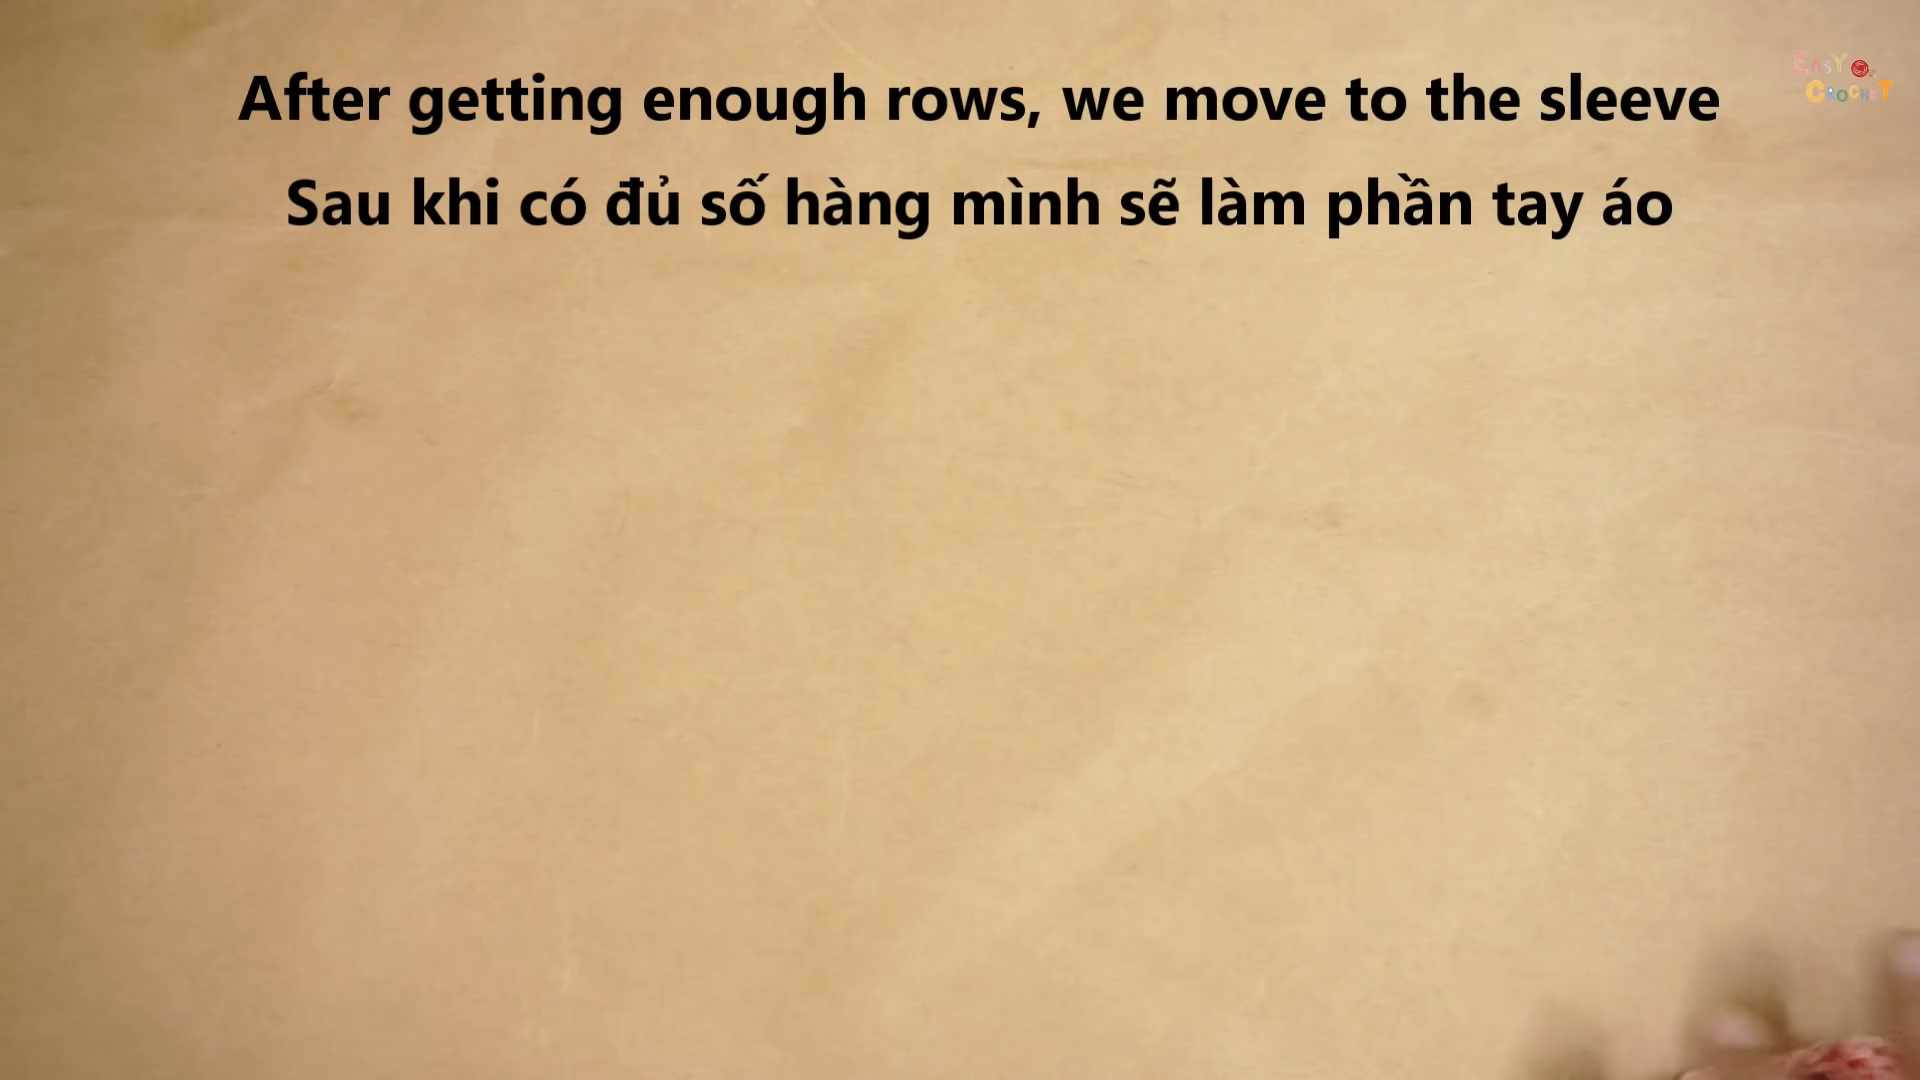 After getting enough rows, we move to the sleeve
Sau khi có đủ số hàng mình sẽ làm phần tay áo
EASY
CROCHET